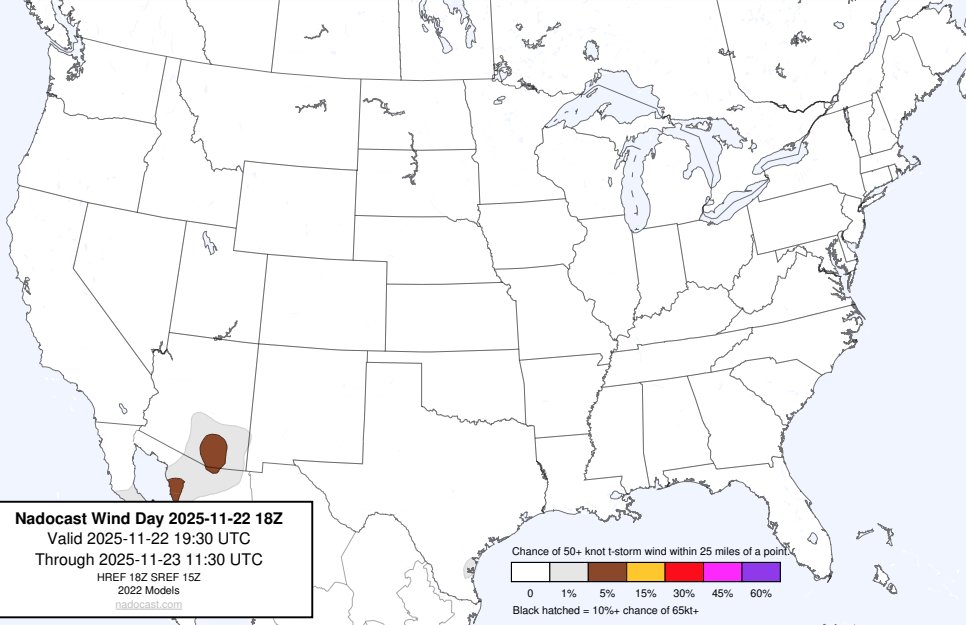 Nadocast Wind Day 2025-11-22 18Z
Valid 2025-11-22 19:30 UTC
Through 2025-11-23 11:30 UTC
HREF 18Z SREF 15Z
2022 Models
nadocast.com
Chance of 50+ knot t-storm wind within 25 miles of a point.
0 1% 5% 15% 30% 45% 60%
Black hatched = 10%+ chance of 65kt+